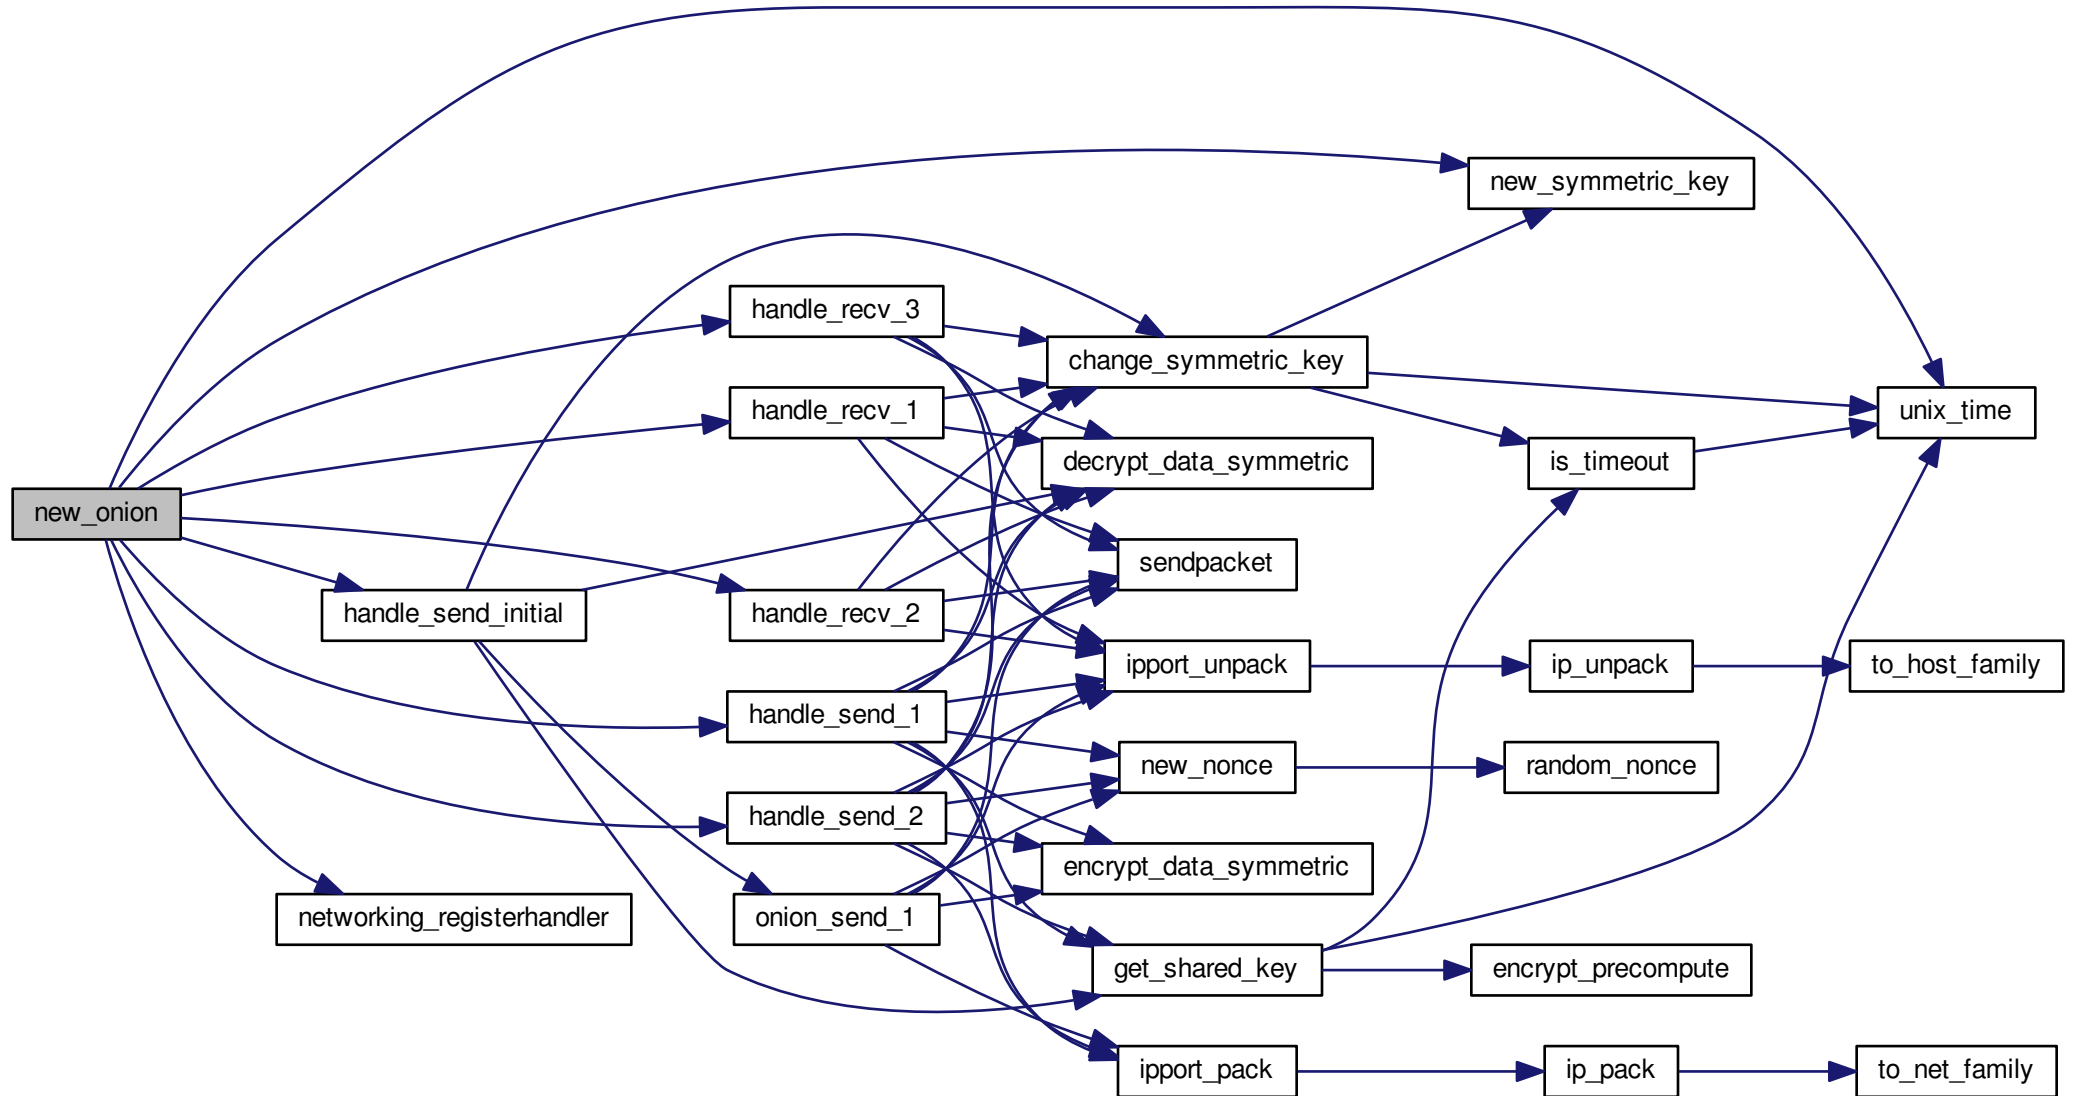 new_onion
handle_send_initial
networking_registerhandler
handle_recv_3
handle_recv_1
handle_recv_2
handle_send_1
handle_send_2
onion_send_1
change_symmetric_key
decrypt_data_symmetric
sendpacket
ipport_unpack
new_nonce
encrypt_data_symmetric
get_shared_key
ipport_pack
new_symmetric_key
is_timeout
ip_unpack
random_nonce
encrypt_precompute
ip_pack
unix_time
to_host_family
to_net_family